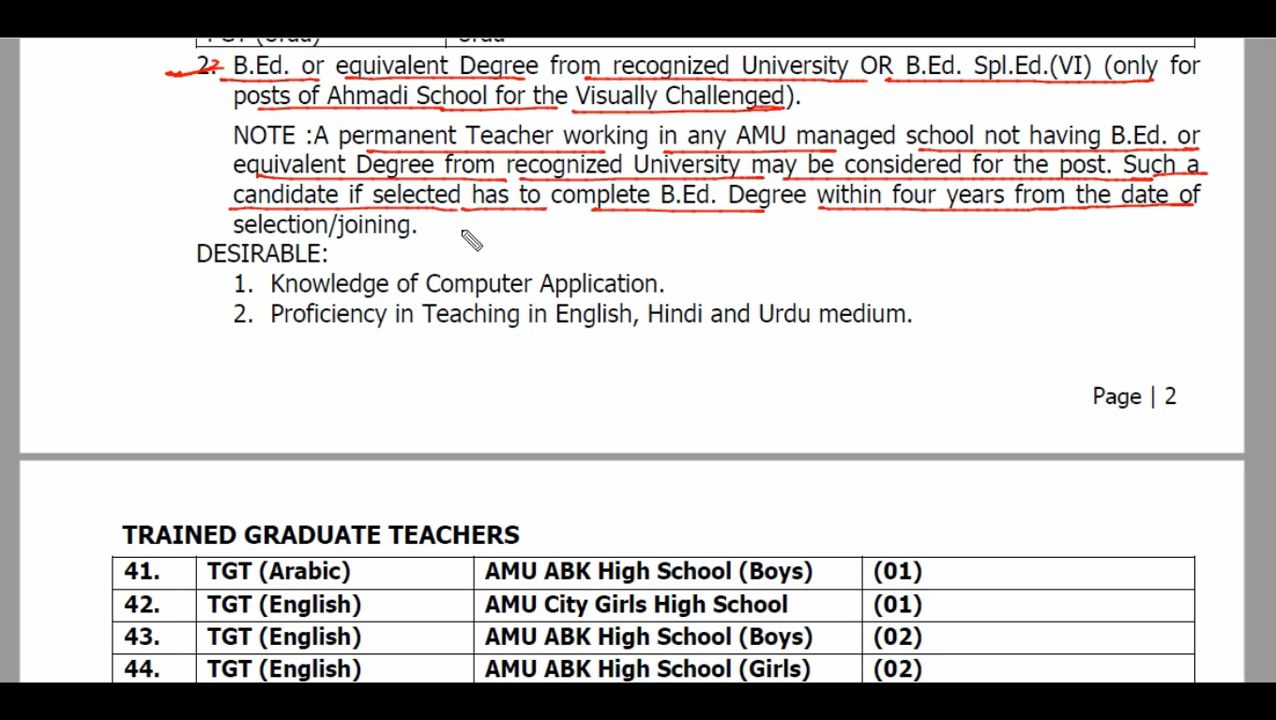 2. B.Ed. or equivalent Degree from recognized University OR B.Ed. Spl.Ed.(VI) (only for
posts of Ahmadi School for the Visually Challenged).
NOTE :A permanent Teacher working in any AMU managed school not having B.Ed. or
equivalent Degree from recognized University may be considered for the post. Such a
candidate if selected has to complete B.Ed. Degree within four years from the date of
selection/joining.
DESIRABLE:
1. Knowledge of Computer Application.
2. Proficiency in Teaching in English, Hindi and Urdu medium.
Page | 2
TRAINED GRADUATE TEACHERS
41. TGT (Arabic) AMU ABK High School (Boys) (01)
42. TGT (English) AMU City Girls High School (01)
43. TGT (English) AMU ABK High School (Boys) (02)
44. TGT (English) AMU ABK High School (Girls) (02)